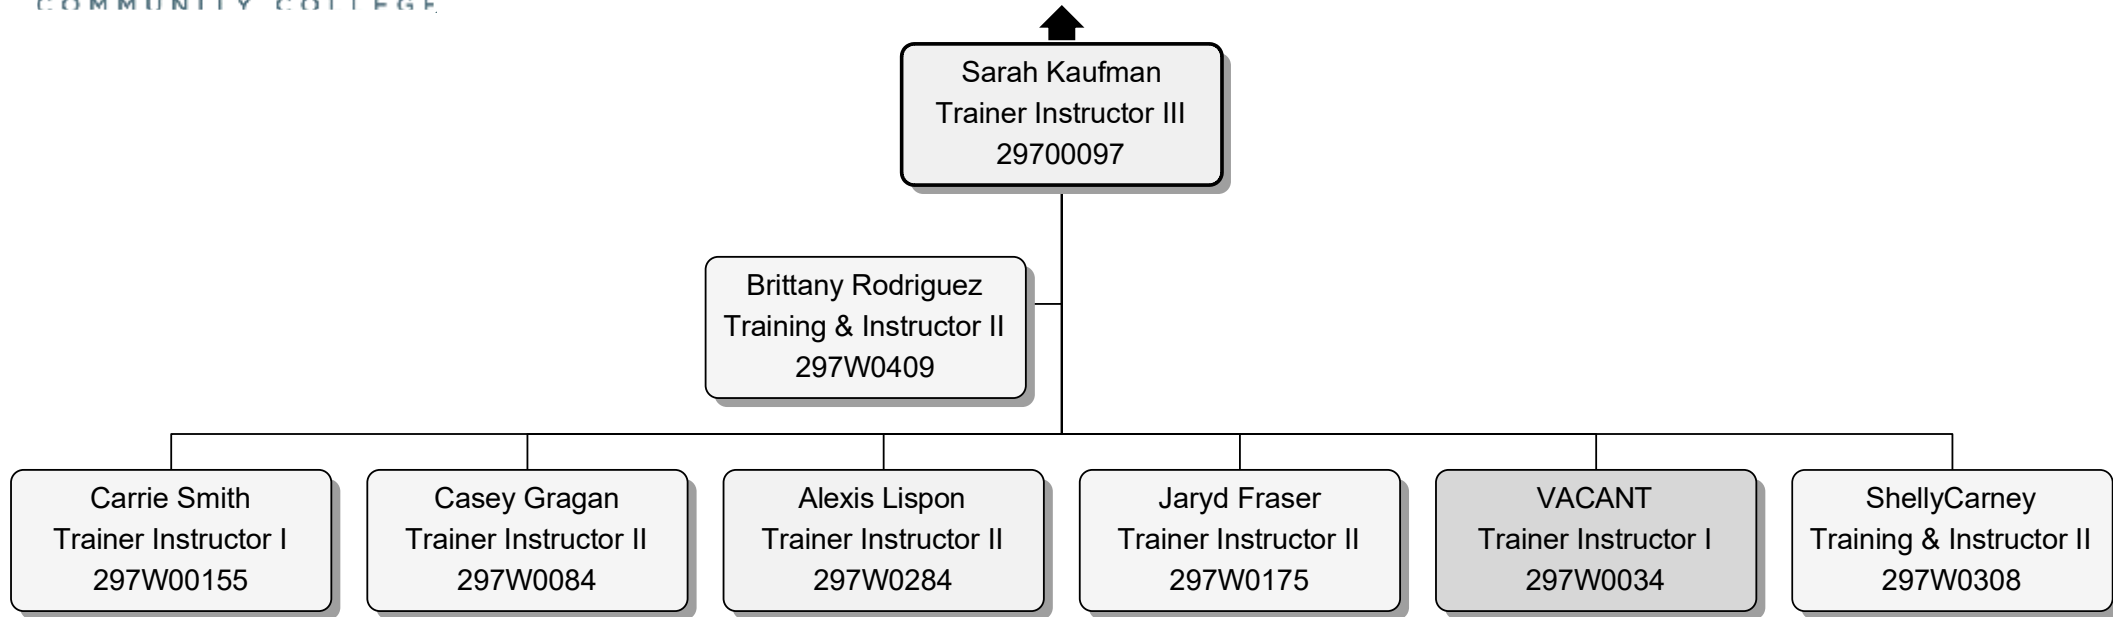 COMMUNITY COLLEGE
Sarah Kaufman
Trainer Instructor III
29700097
Brittany Rodriguez
Training & Instructor II
297W0409
Carrie Smith
Trainer Instructor I
297W00155
Casey Gragan
Trainer Instructor II
297W0084
Alexis Lispon
Trainer Instructor II
297W0284
Jaryd Fraser
Trainer Instructor II
297W0175
VACANT
Trainer Instructor I
297W0034
ShellyCarney
Training & Instructor II
297W0308